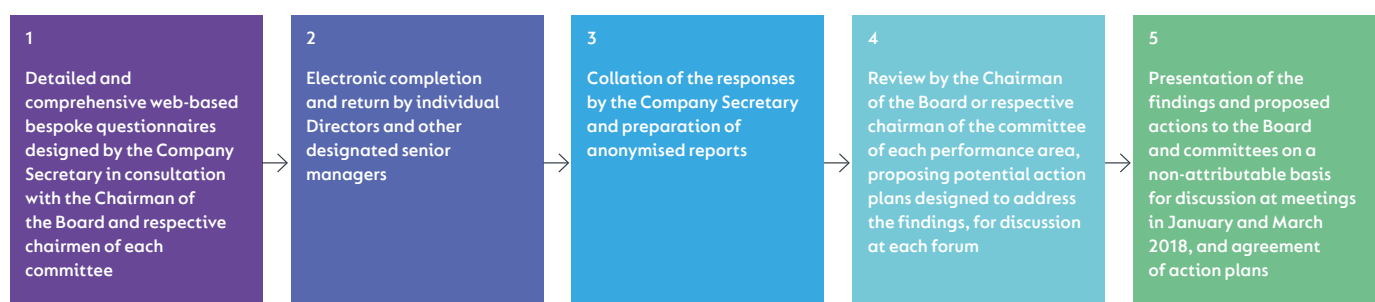 1
Detailed and
comprehensive web-based
bespoke questionnaires
designed by the Company
Secretary in consultation
with the Chairman of
the Board and respective
chairmen of each
committee
2
Electronic completion
and return by individual
Directors and other
designated senior
managers
3
Collation of the responses
by the Company Secretary
and preparation of
anonymised reports
4
Review by the Chairman
of the Board or respective
chairman of the committee
of each performance area,
proposing potential action
plans designed to address
the findings, for discussion
at each forum
5
Presentation of the
findings and proposed
actions to the Board
and committees on a
non-attributable basis
for discussion at meetings
in January and March
2018, and agreement
of action plans